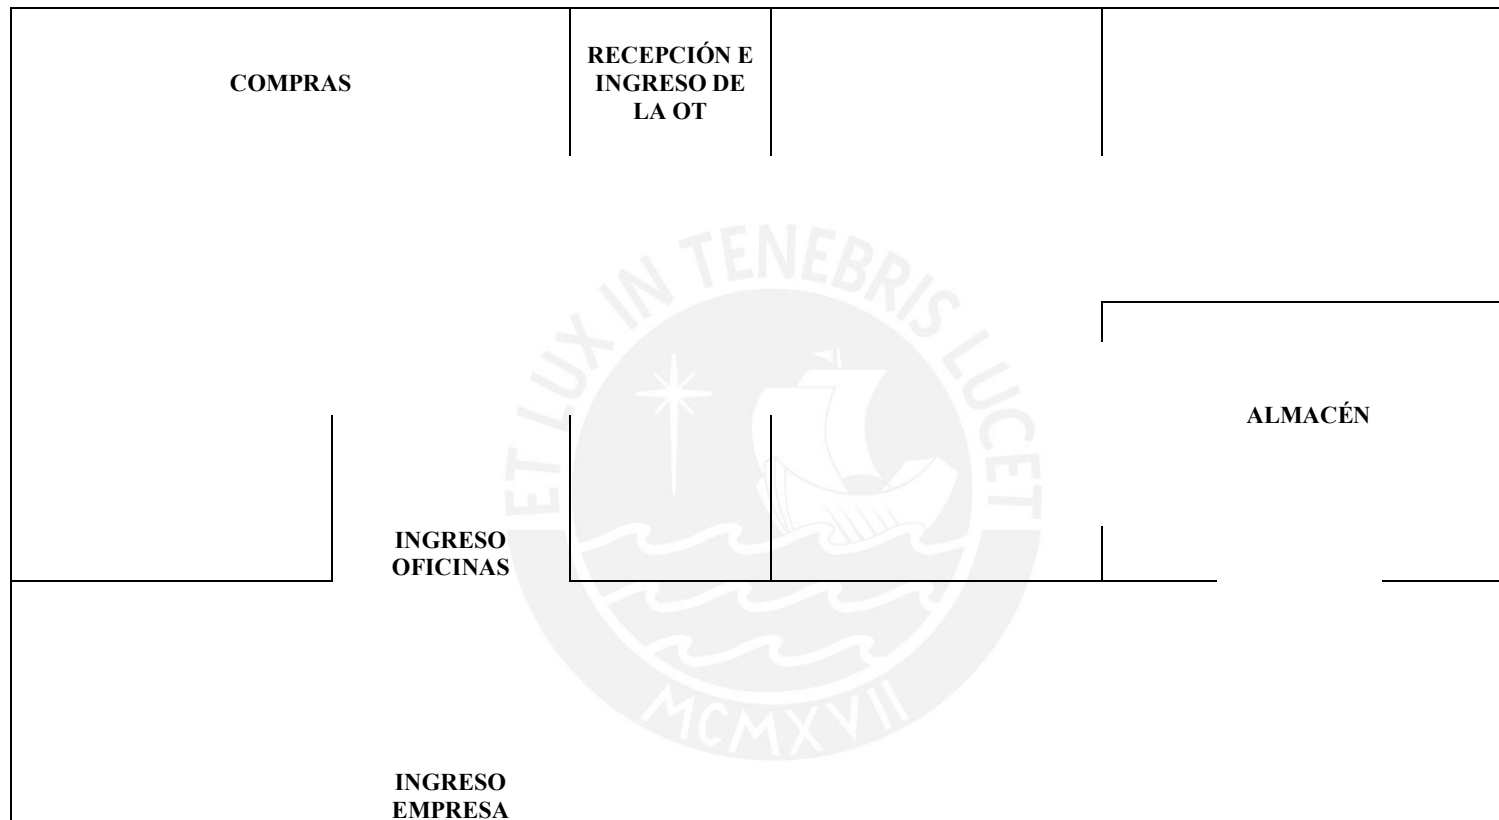 COMPRAS
RECEPCIÓN E
INGRESO DE
LA OT
ET LUX IN TENEBRIS LUCET
ALMACÉN
INGRESO
OFICINAS
MCMXVII
INGRESO
EMPRESA